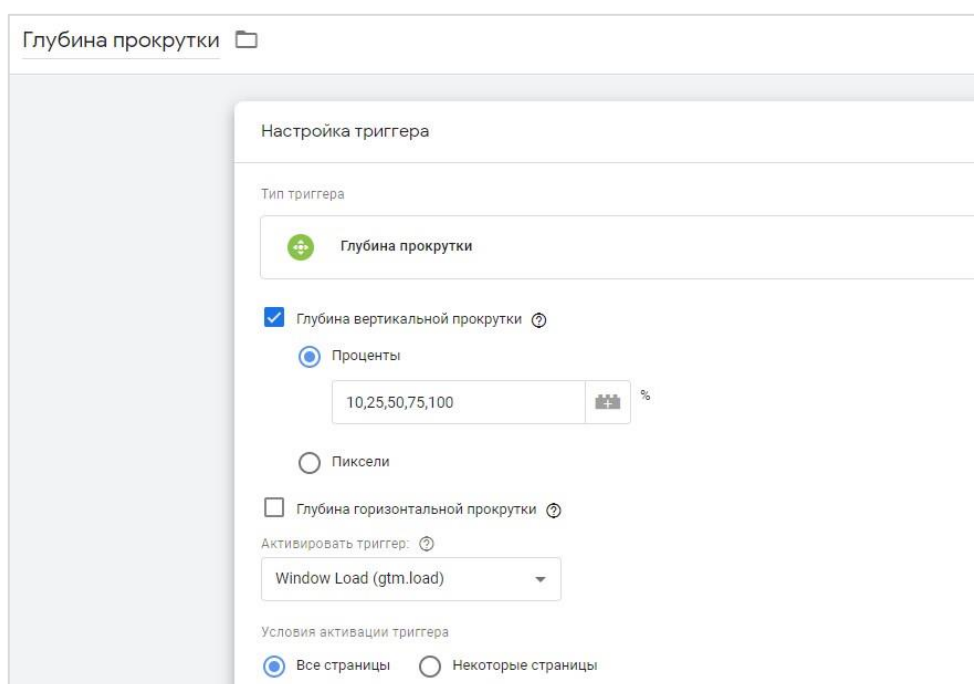 Глубина прокрутки
Настройка триггера
Тип триггера
Глубина прокрутки
Глубина вертикальной прокрутки
Проценты
10,25,50,75,100
%
Пиксели
Глубина горизонтальной прокрутки
Активировать триггер:
Window Load (gtm.load)
Условия активации триггера
Все страницы Некоторые страницы